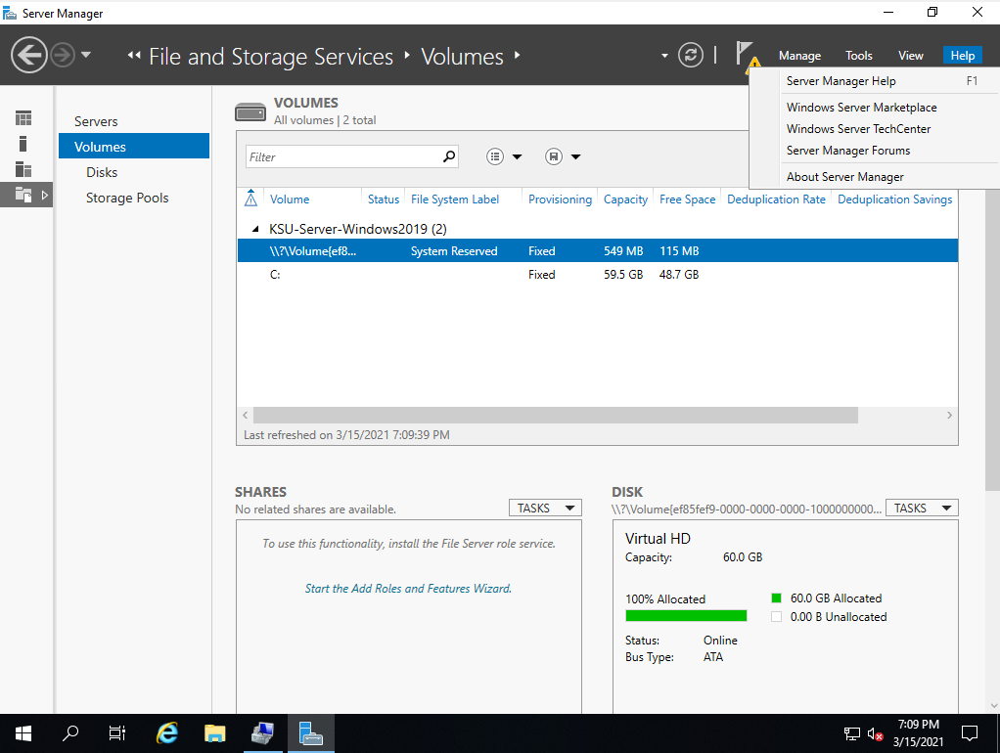 Server Manager
File and Storage Services Volumes
Manage Tools View Help
Server Manager Help F1
Windows Server Marketplace
Windows Server TechCenter
Server Manager Forums
About Server Manager
Servers
Volumes
Disks
Storage Pools
VOLUMES
All volumes | 2 total
Filter
Volume Status File System Label Provisioning Capacity Free Space Deduplication Rate Deduplication Savings
KSU-Server-Windows2019 (2)
\\?\Volume{ef8... System Reserved Fixed 549 MB 115 MB
C: Fixed 59.5 GB 48.7 GB
Last refreshed on 3/15/2021 7:09:39 PM
SHARES
No related shares are available.
TASKS
To use this functionality, install the File Server role service.
Start the Add Roles and Features Wizard.
DISK
\\?\Volume{ef85fef9-0000-0000-0000-1000000000...
TASKS
Virtual HD
Capacity: 60.0 GB
100% Allocated
60.0 GB Allocated
0.00 B Unallocated
Status: Online
Bus Type: ATA
7:09 PM
3/15/2021